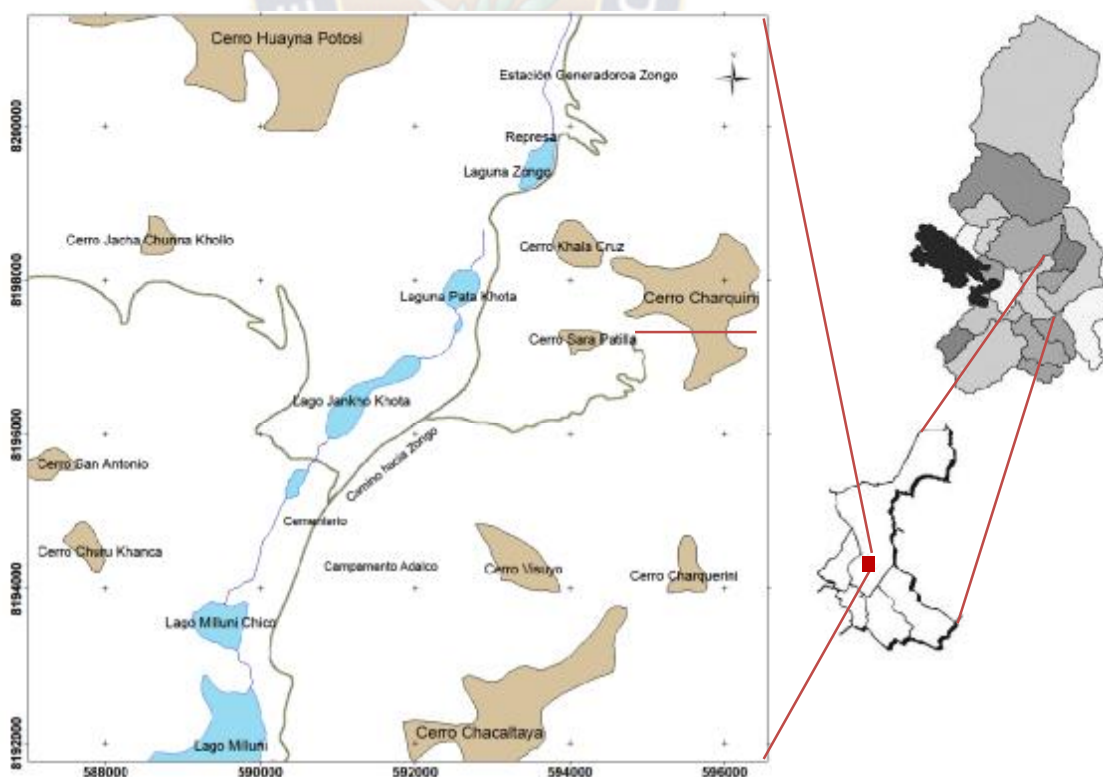 Cerro Huayna Potosi
Estación Generadoroa Zongo
Represa
Laguna Zongo
Cerro Jacha Chunna Khollo
Cerro Khala Cruz
Laguna Pata Khota
Cerro Charquini
Cerro Sara Patilla
Lago Jankho Khota
Camino hacia Zongo
Cerro San Antonio
Cementerio
Cerro Churu Khanca
Campamento Adalco
Cerro Visuyo
Cerro Charquerini
Lago Milluni Chico
Cerro Chacaltaya
Lago Milluni
8200000
8198000
8196000
8194000
8192000
588000
590000
592000
594000
596000